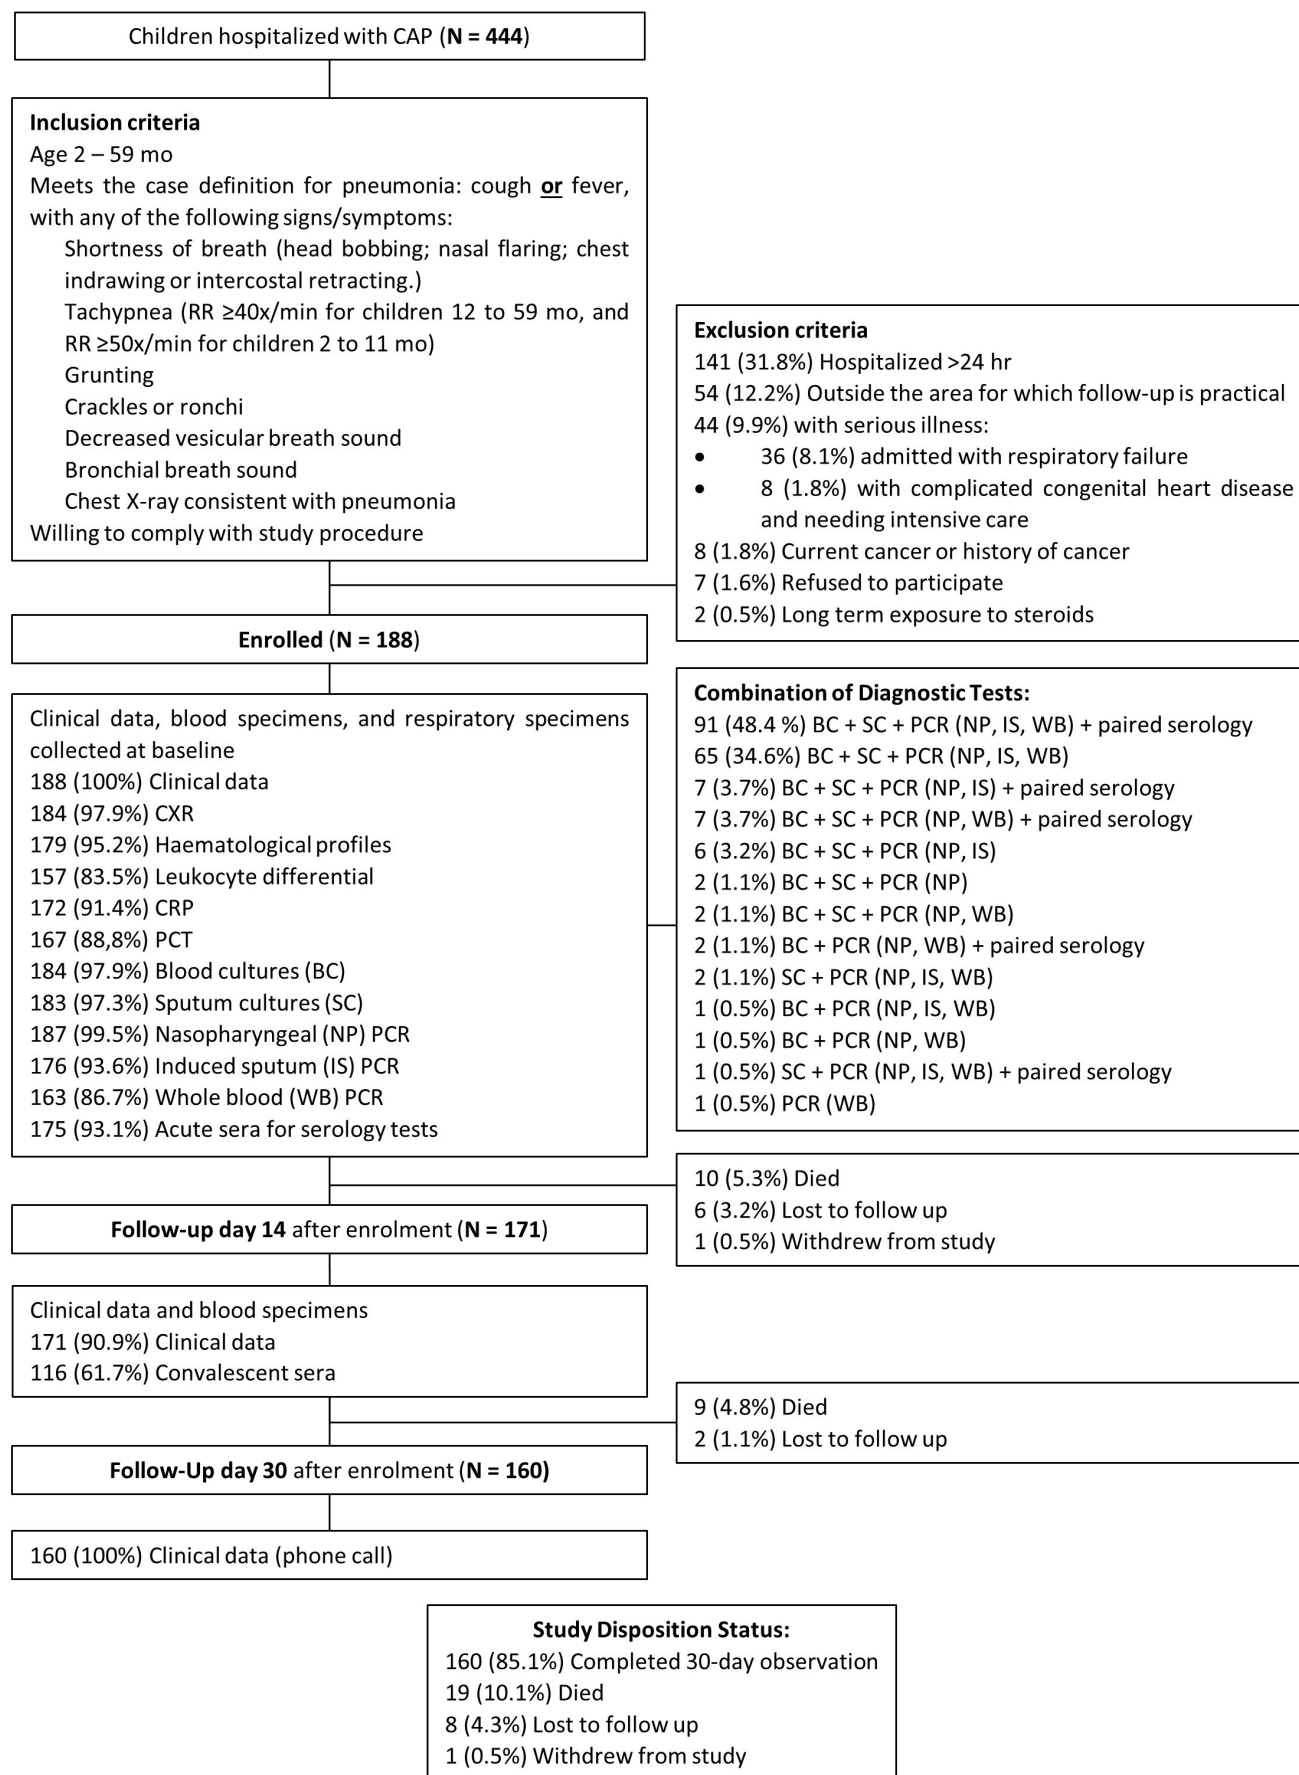 Children hospitalized with CAP (N = 444)
Inclusion criteria
Age 2 – 59 mo
Meets the case definition for pneumonia: cough or fever,
with any of the following signs/symptoms:
Shortness of breath (head bobbing; nasal flaring; chest
indrawing or intercostal retracting.)
Tachypnea (RR ≥40x/min for children 12 to 59 mo, and
RR ≥50x/min for children 2 to 11 mo)
Grunting
Crackles or ronchi
Decreased vesicular breath sound
Bronchial breath sound
Chest X-ray consistent with pneumonia
Willing to comply with study procedure
Exclusion criteria
141 (31.8%) Hospitalized >24 hr
54 (12.2%) Outside the area for which follow-up is practical
44 (9.9%) with serious illness:
• 36 (8.1%) admitted with respiratory failure
• 8 (1.8%) with complicated congenital heart disease
and needing intensive care
8 (1.8%) Current cancer or history of cancer
7 (1.6%) Refused to participate
2 (0.5%) Long term exposure to steroids
Enrolled (N = 188)
Clinical data, blood specimens, and respiratory specimens
collected at baseline
188 (100%) Clinical data
184 (97.9%) CXR
179 (95.2%) Haematological profiles
157 (83.5%) Leukocyte differential
172 (91.4%) CRP
167 (88,8%) PCT
184 (97.9%) Blood cultures (BC)
183 (97.3%) Sputum cultures (SC)
187 (99.5%) Nasopharyngeal (NP) PCR
176 (93.6%) Induced sputum (IS) PCR
163 (86.7%) Whole blood (WB) PCR
175 (93.1%) Acute sera for serology tests
Combination of Diagnostic Tests:
91 (48.4 %) BC + SC + PCR (NP, IS, WB) + paired serology
65 (34.6%) BC + SC + PCR (NP, IS, WB)
7 (3.7%) BC + SC + PCR (NP, IS) + paired serology
7 (3.7%) BC + SC + PCR (NP, WB) + paired serology
6 (3.2%) BC + SC + PCR (NP, IS)
2 (1.1%) BC + SC + PCR (NP)
2 (1.1%) BC + SC + PCR (NP, WB)
2 (1.1%) BC + PCR (NP, WB) + paired serology
2 (1.1%) SC + PCR (NP, IS, WB)
1 (0.5%) BC + PCR (NP, IS, WB)
1 (0.5%) BC + PCR (NP, WB)
1 (0.5%) SC + PCR (NP, IS, WB) + paired serology
1 (0.5%) PCR (WB)
10 (5.3%) Died
6 (3.2%) Lost to follow up
1 (0.5%) Withdrew from study
Follow-up day 14 after enrolment (N = 171)
Clinical data and blood specimens
171 (90.9%) Clinical data
116 (61.7%) Convalescent sera
9 (4.8%) Died
2 (1.1%) Lost to follow up
Follow-Up day 30 after enrolment (N = 160)
160 (100%) Clinical data (phone call)
Study Disposition Status:
160 (85.1%) Completed 30-day observation
19 (10.1%) Died
8 (4.3%) Lost to follow up
1 (0.5%) Withdrew from study